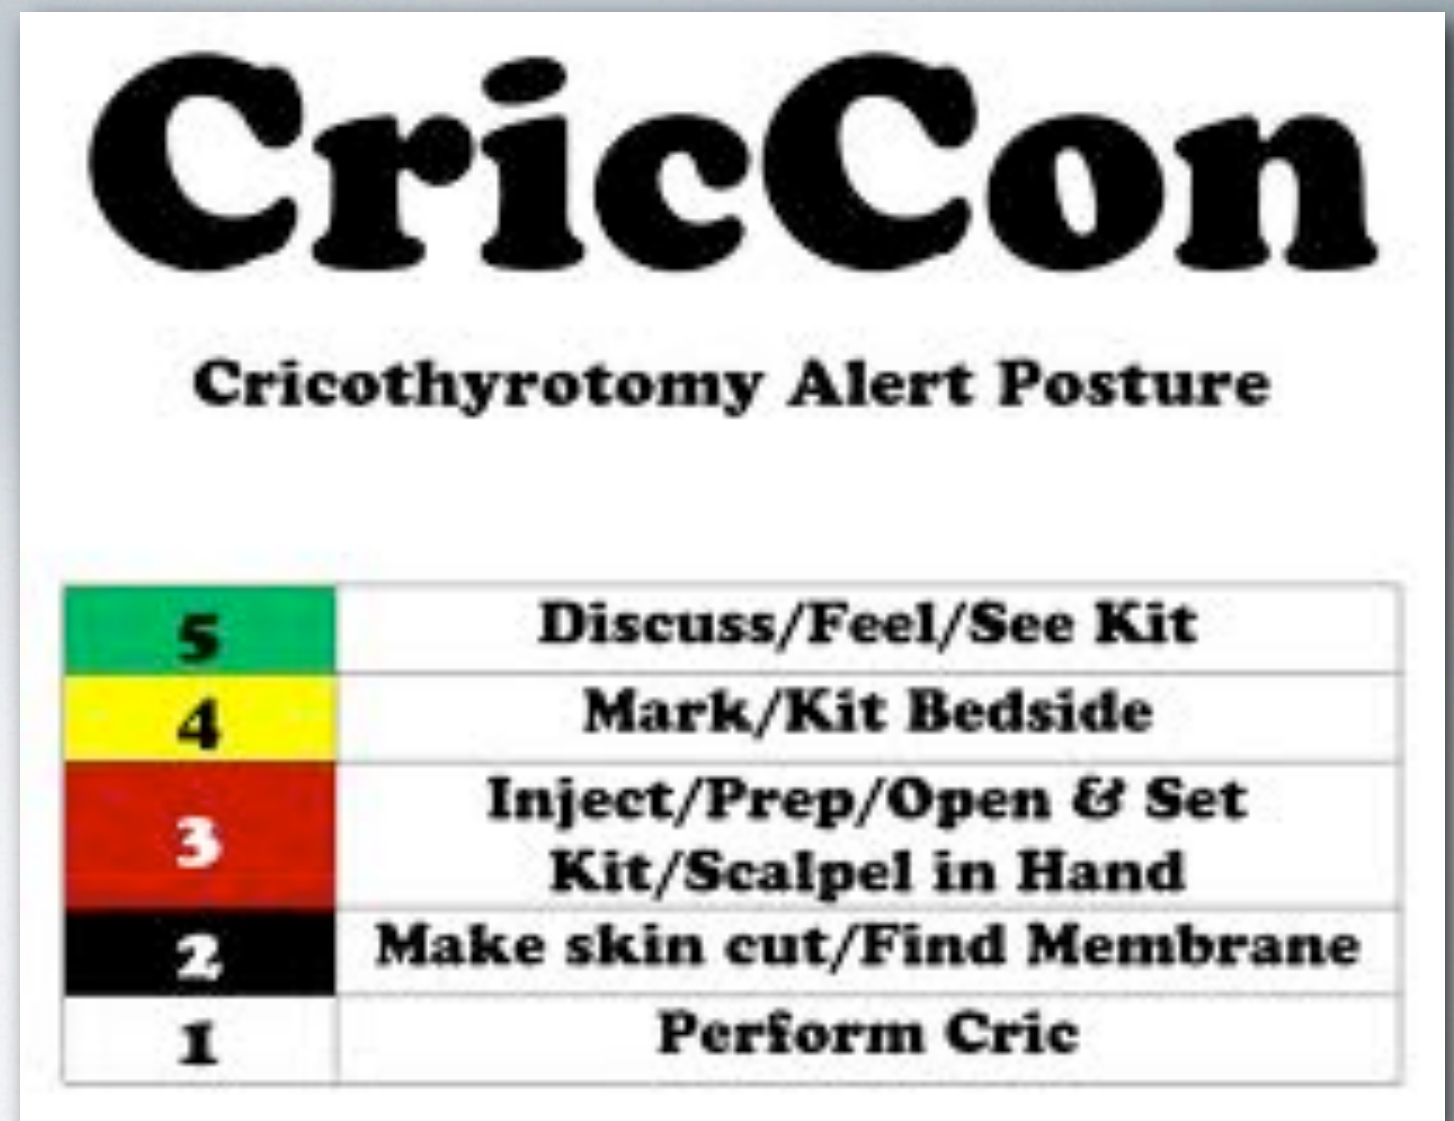 CricCon
Cricothyrotomy Alert Posture
5 Discuss/Feel/See Kit
4 Mark/Kit Bedside
3 Inject/Prep/Open & Set
Kit/Scalpel in Hand
2 Make skin cut/Find Membrane
1 Perform Cric